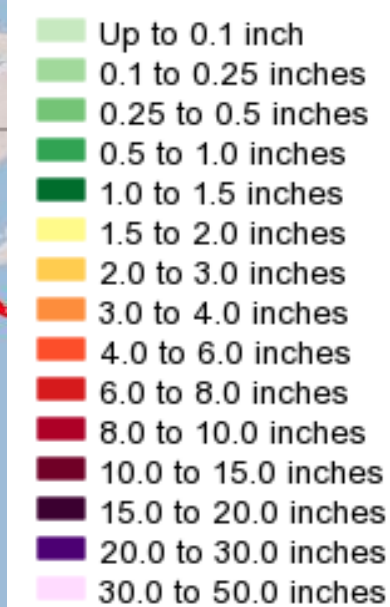 Up to 0.1 inch
0.1 to 0.25 inches
0.25 to 0.5 inches
0.5 to 1.0 inches
1.0 to 1.5 inches
1.5 to 2.0 inches
2.0 to 3.0 inches
3.0 to 4.0 inches
4.0 to 6.0 inches
6.0 to 8.0 inches
8.0 to 10.0 inches
10.0 to 15.0 inches
15.0 to 20.0 inches
20.0 to 30.0 inches
30.0 to 50.0 inches